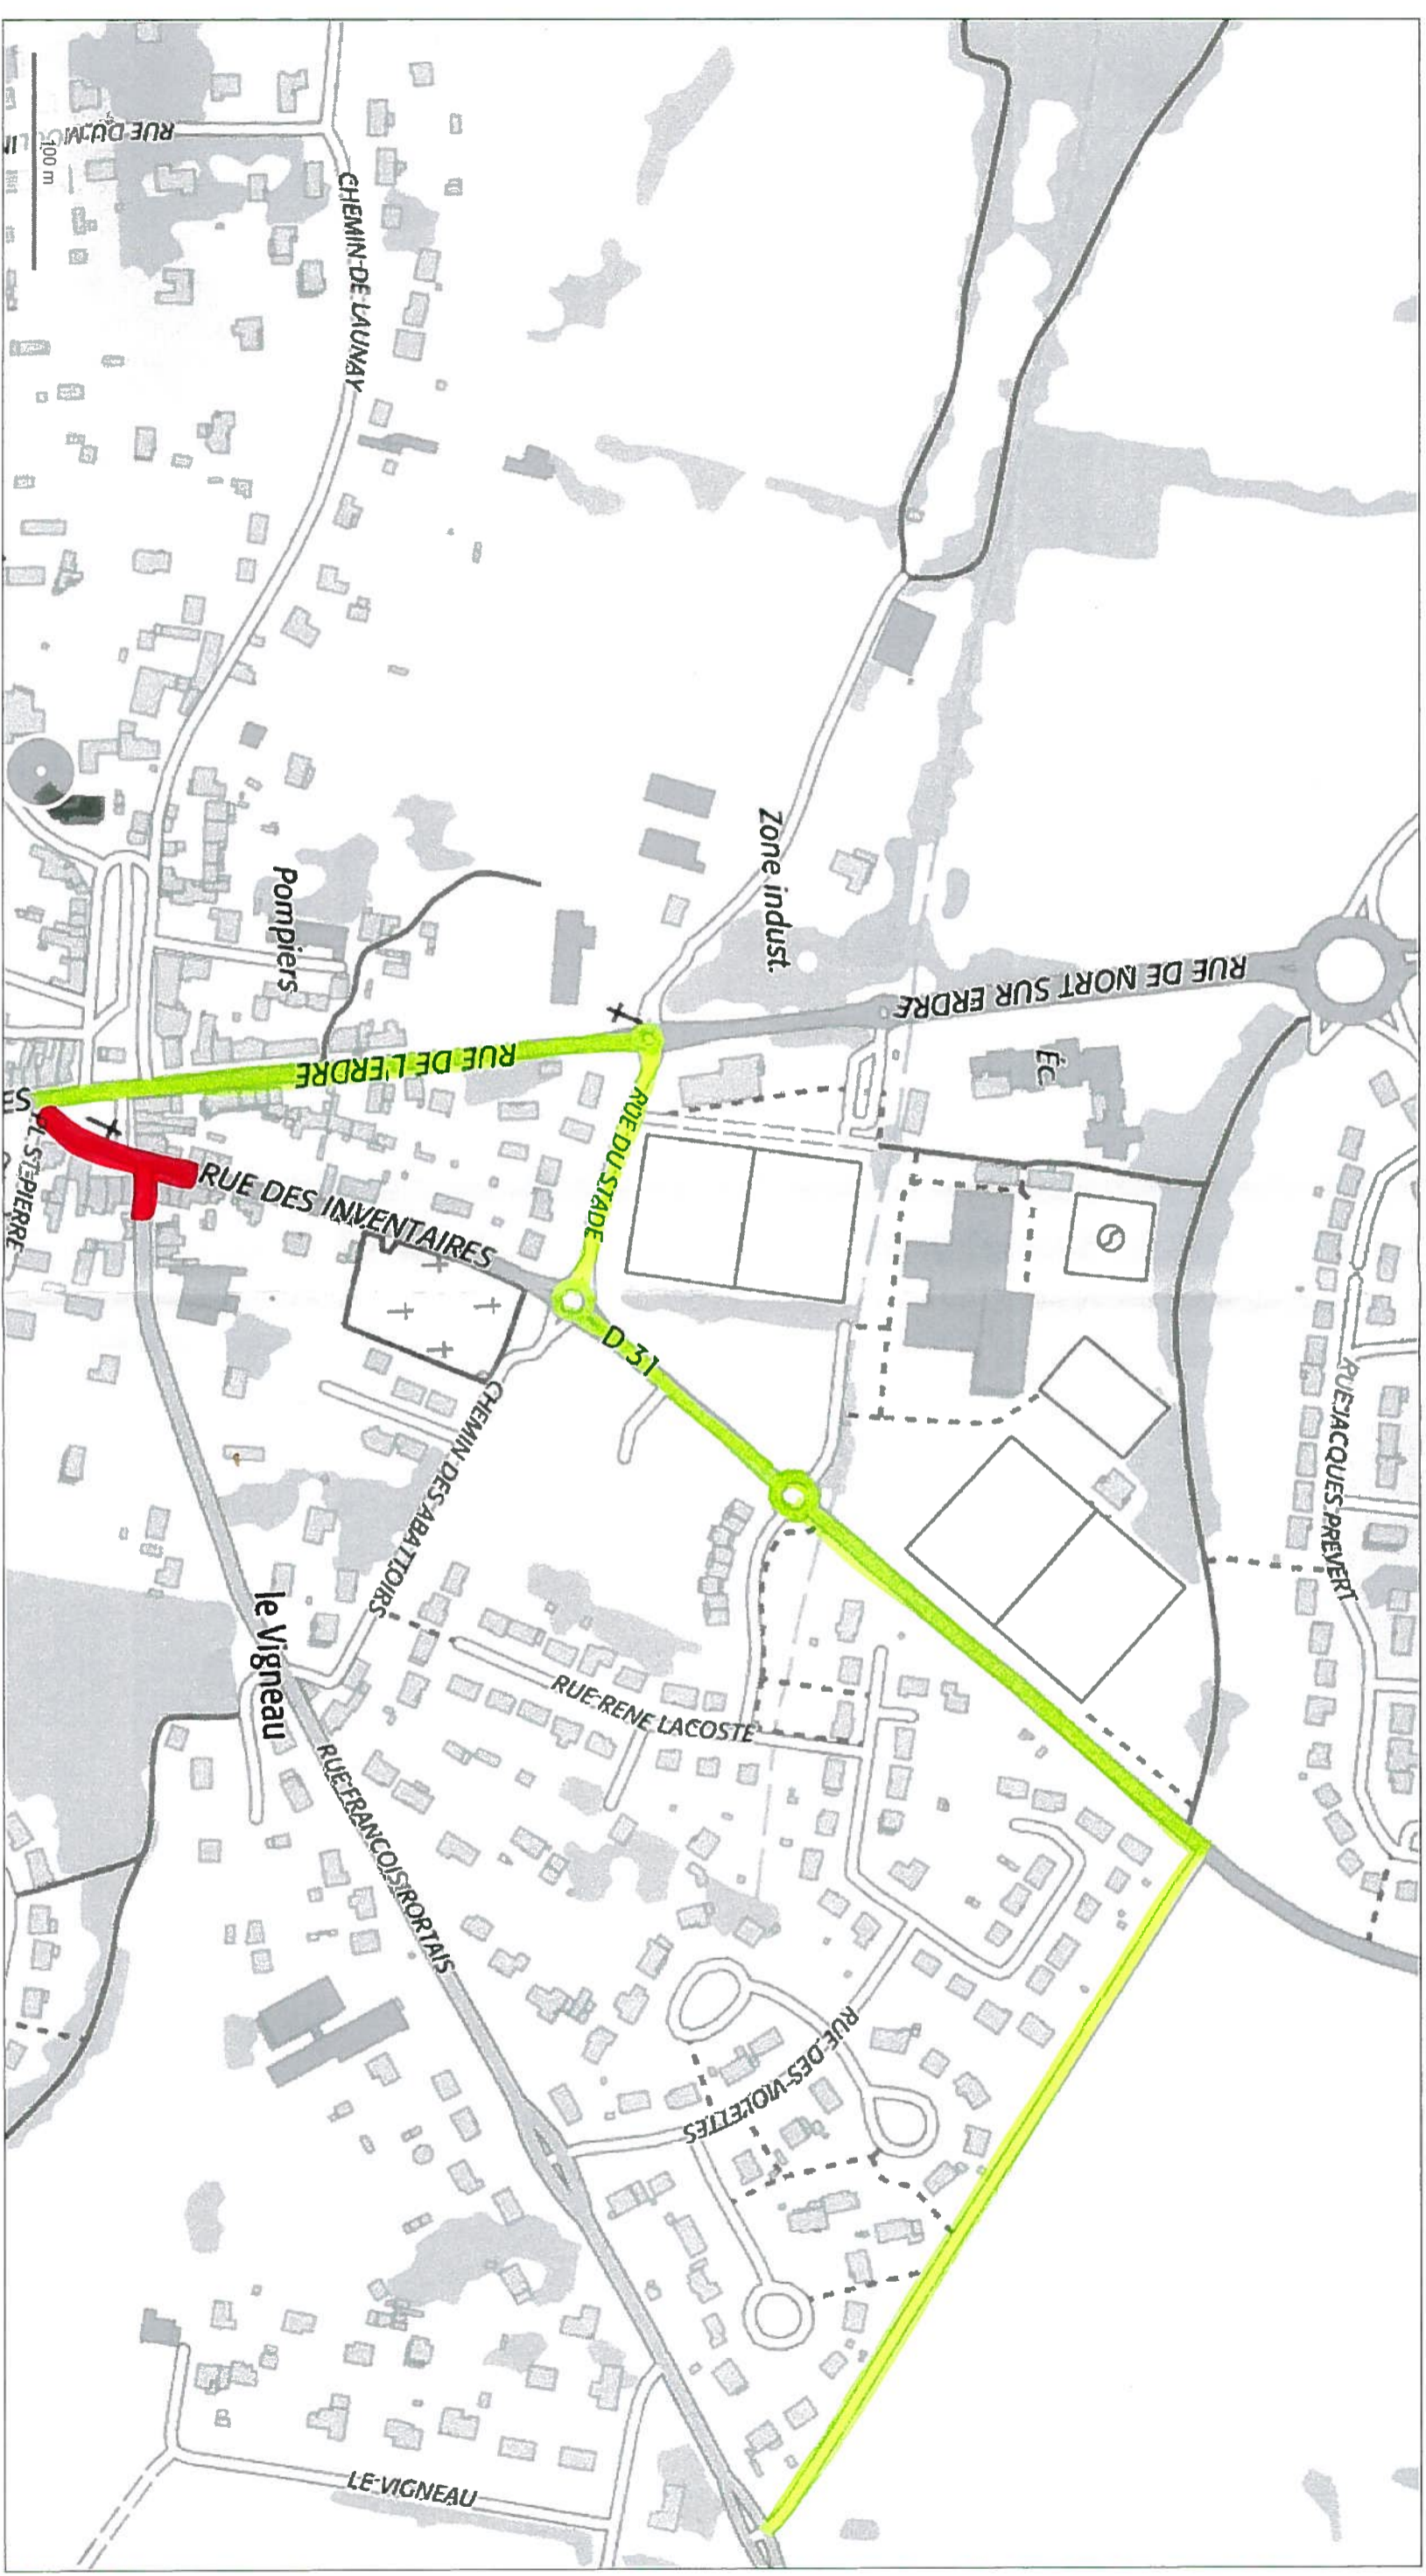 RUE DU MOULIN
100 m
CHEMIN DE LAUNAY
Zone indust.
Pompiers
RUE DE NORT SUR ERDRE
Éc.
RUE DE L'ERDRE
RUE DU STADE
ES
PL. ST-PIERRE
RUE DES INVENTAIRES
D 31
RUE JACQUES PREVERT
CHEMIN DES ABATTOIRS
le Vigneau
RUE RENE LACOSTE
RUE FRANCOIS RORTAIS
RUE DES VIOLETTES
LE VIGNEAU